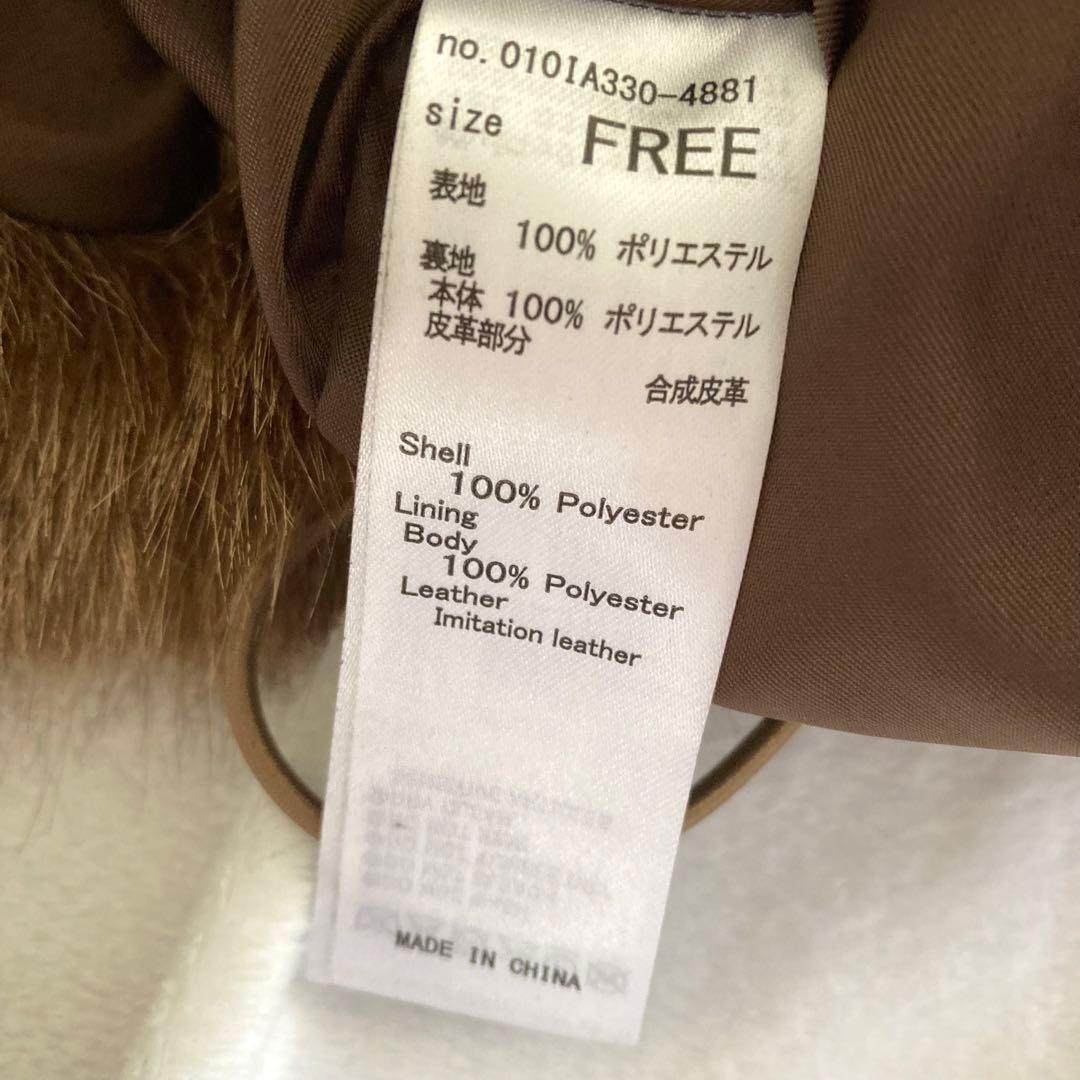 no.010IA330-4881
size FREE
表地
100% ポリエステル
裏地
本体 100% ポリエステル
皮革部分
合成皮革
Shell
100% Polyester
Lining
Body
100% Polyester
Leather
Imitation leather
MADE IN CHINA